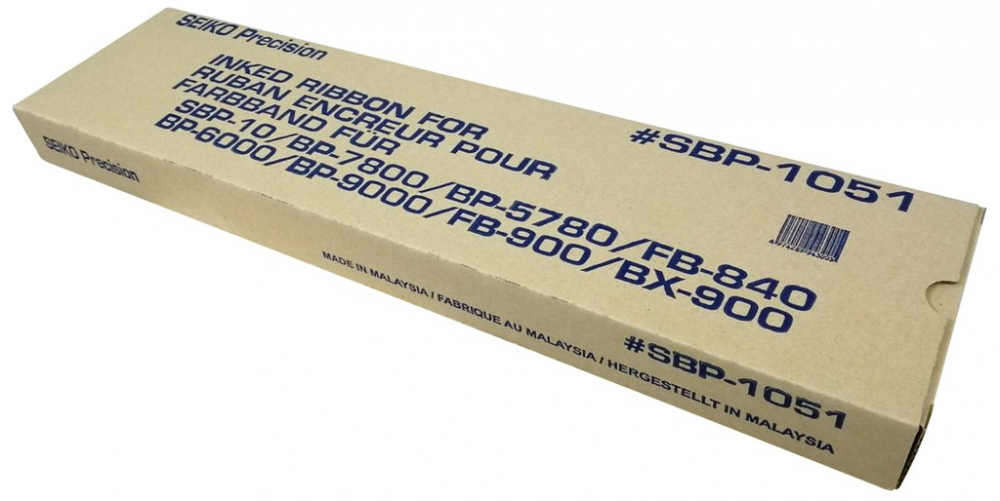 SEIKO Precision
INKED RIBBON FOR
RUBAN ENCREUR POUR
FARBBAND FÜR
SBP-10/BP-7800/BP-5780/FB-840
BP-6000/BP-9000/FB-900/BX-900
#SBP-1051
SEIKO Precision
MADE IN MALAYSIA / FABRIQUE AU MALAYSIA / HERGESTELLT IN MALAYSIA
#SBP-1051